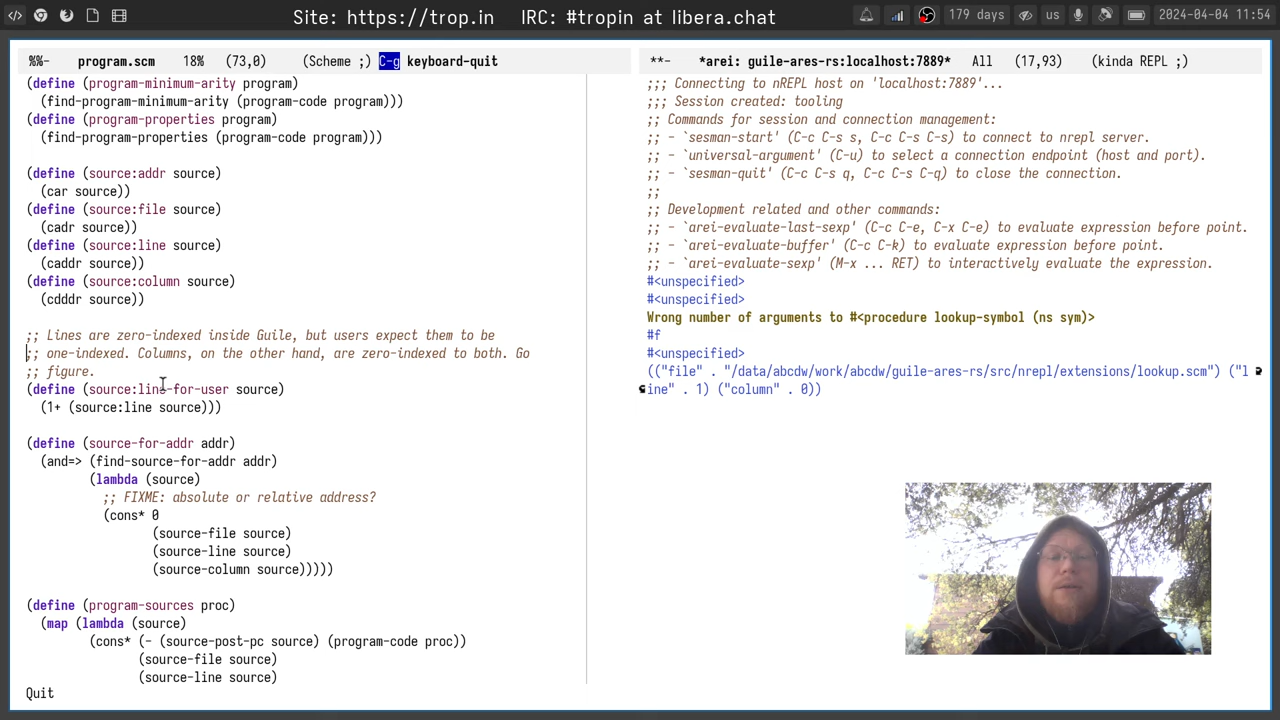 Site: https://trop.in IRC: #tropin at libera.chat
179 days us 2024-04-04 11:54
%%- program.scm 18% (73,0) (Scheme ;) C-g keyboard-quit
(define (program-minimum-arity program)
(find-program-minimum-arity (program-code program)))
(define (program-properties program)
(find-program-properties (program-code program)))
(define (source:addr source)
(car source))
(define (source:file source)
(cadr source))
(define (source:line source)
(caddr source))
(define (source:column source)
(cdddr source))
;; Lines are zero-indexed inside Guile, but users expect them to be
;; one-indexed. Columns, on the other hand, are zero-indexed to both. Go
;; figure.
(define (source:line-for-user source)
(1+ (source:line source)))
(define (source-for-addr addr)
(and=> (find-source-for-addr addr)
(lambda (source)
;; FIXME: absolute or relative address?
(cons* 0
(source-file source)
(source-line source)
(source-column source)))))
(define (program-sources proc)
(map (lambda (source)
(cons* (- (source-post-pc source) (program-code proc))
(source-file source)
(source-line source)
Quit
**- *arei: guile-ares-rs:localhost:7889* All (17,93) (kinda REPL ;)
;;; Connecting to nREPL host on 'localhost:7889'...
;;; Session created: tooling
;; Commands for session and connection management:
;; - `sesman-start' (C-c C-s s, C-c C-s C-s) to connect to nrepl server.
;; - `universal-argument' (C-u) to select a connection endpoint (host and port).
;; - `sesman-quit' (C-c C-s q, C-c C-s C-q) to close the connection.
;;
;; Development related and other commands:
;; - `arei-evaluate-last-sexp' (C-c C-e, C-x C-e) to evaluate expression before point.
;; - `arei-evaluate-buffer' (C-c C-k) to evaluate expression before point.
;; - `arei-evaluate-sexp' (M-x ... RET) to interactively evaluate the expression.
#<unspecified>
#<unspecified>
Wrong number of arguments to #<procedure lookup-symbol (ns sym)>
#f
#<unspecified>
(("file" . "/data/abcdw/work/abcdw/guile-ares-rs/src/nrepl/extensions/lookup.scm") ("l
ine" . 1) ("column" . 0))